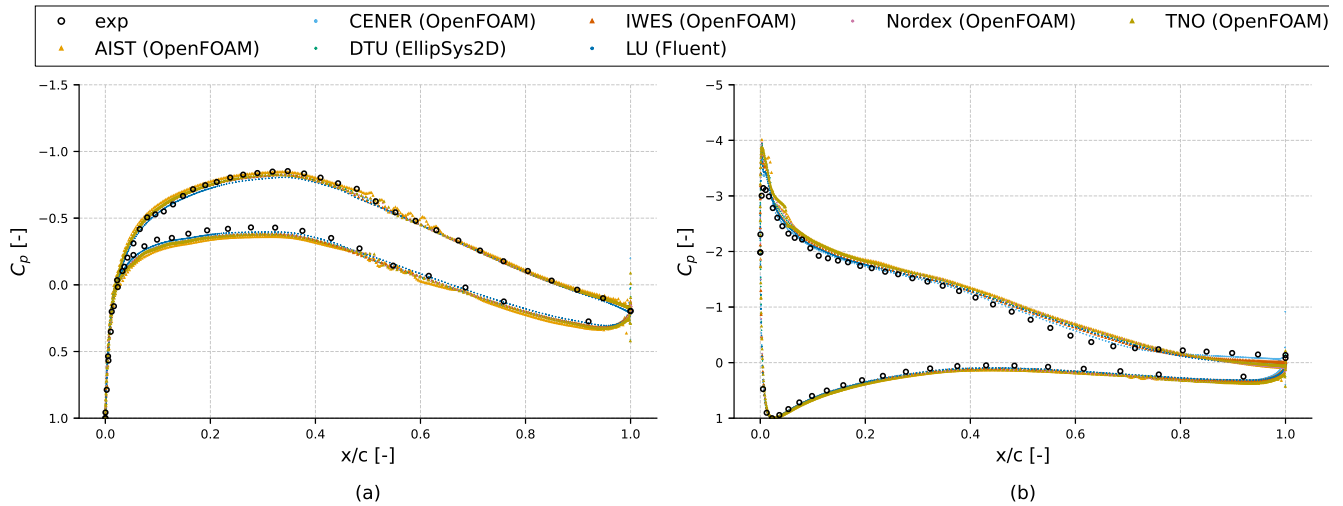 exp CENER (OpenFOAM) IWES (OpenFOAM) Nordex (OpenFOAM) TNO (OpenFOAM)
AIST (OpenFOAM) DTU (EllipSys2D) LU (Fluent)
−1.5
−1.0
−0.5
0.0
0.5
1.0
Cp [-]
0.0 0.2 0.4 0.6 0.8 1.0
x/c [-]
(a)
−5
−4
−3
−2
−1
0
1
Cp [-]
0.0 0.2 0.4 0.6 0.8 1.0
x/c [-]
(b)